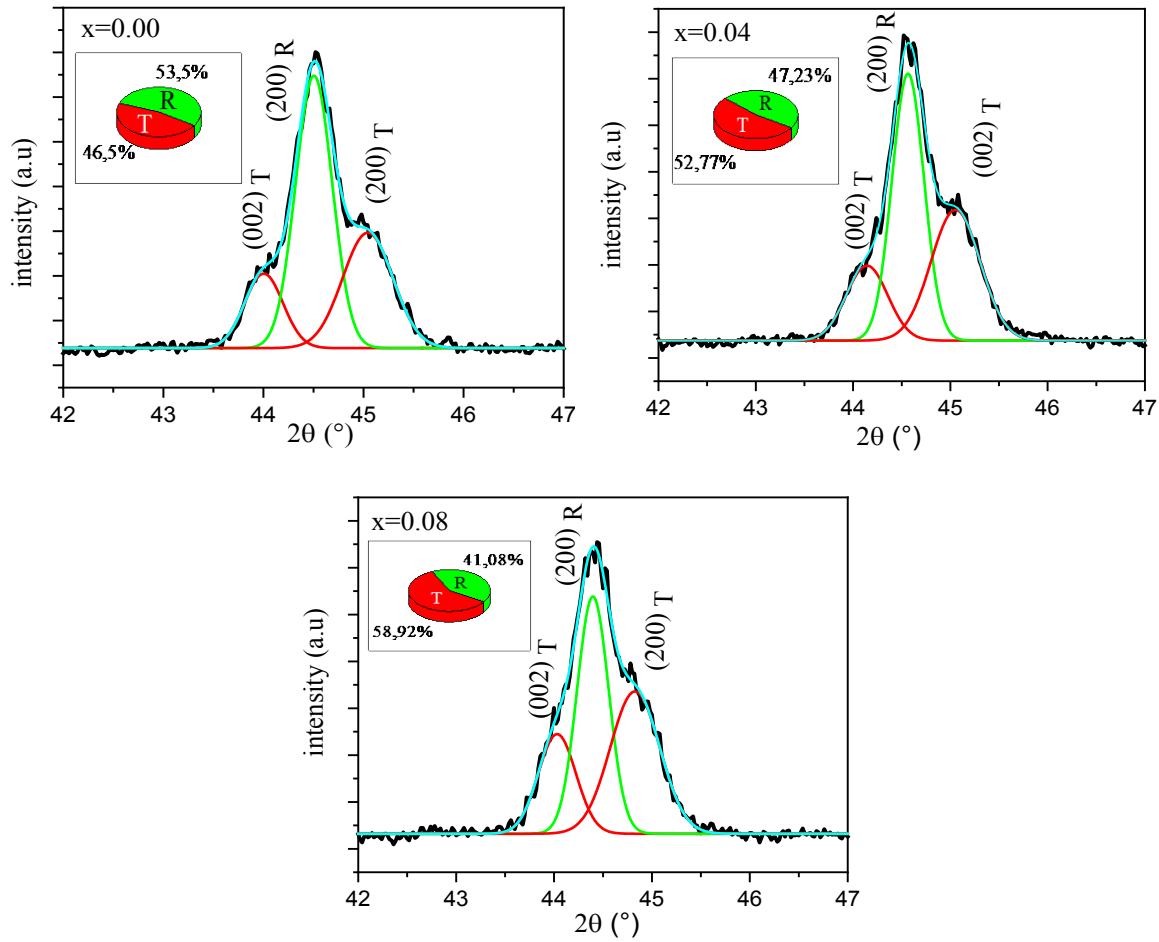 x=0.00
53,5%
R
T
46,5%
(002) T
(200) R
(200) T
intensity (a.u)
42 43 44 45 46 47
2θ (°)
x=0.04
47,23%
R
T
52,77%
(002) T
(200) R
(002) T
intensity (a.u)
42 43 44 45 46 47
2θ (°)
x=0.08
41,08%
R
T
58,92%
(002) T
(200) R
(200) T
intensity (a.u)
42 43 44 45 46 47
2θ (°)